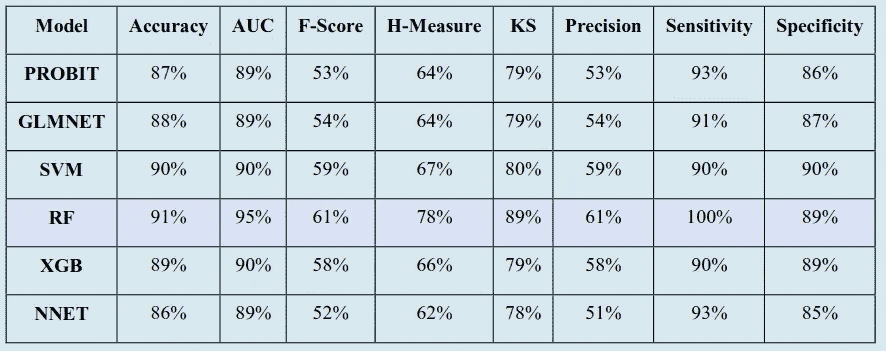 Model Accuracy AUC F-Score H-Measure KS Precision Sensitivity Specificity
PROBIT 87% 89% 53% 64% 79% 53% 93% 86%
GLMNET 88% 89% 54% 64% 79% 54% 91% 87%
SVM 90% 90% 59% 67% 80% 59% 90% 90%
RF 91% 95% 61% 78% 89% 61% 100% 89%
XGB 89% 90% 58% 66% 79% 58% 90% 89%
NNET 86% 89% 52% 62% 78% 51% 93% 85%